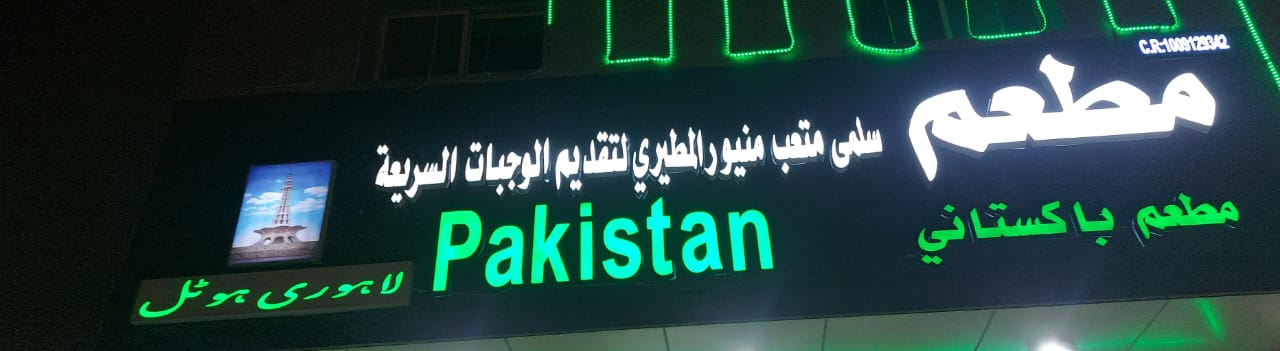 C.R:1009129342
مطعم
سلمى متعب منيور المطيري لتقديم الوجبات السريعة
مطعم باكستاني
Pakistan
لاہوری ہوٹل